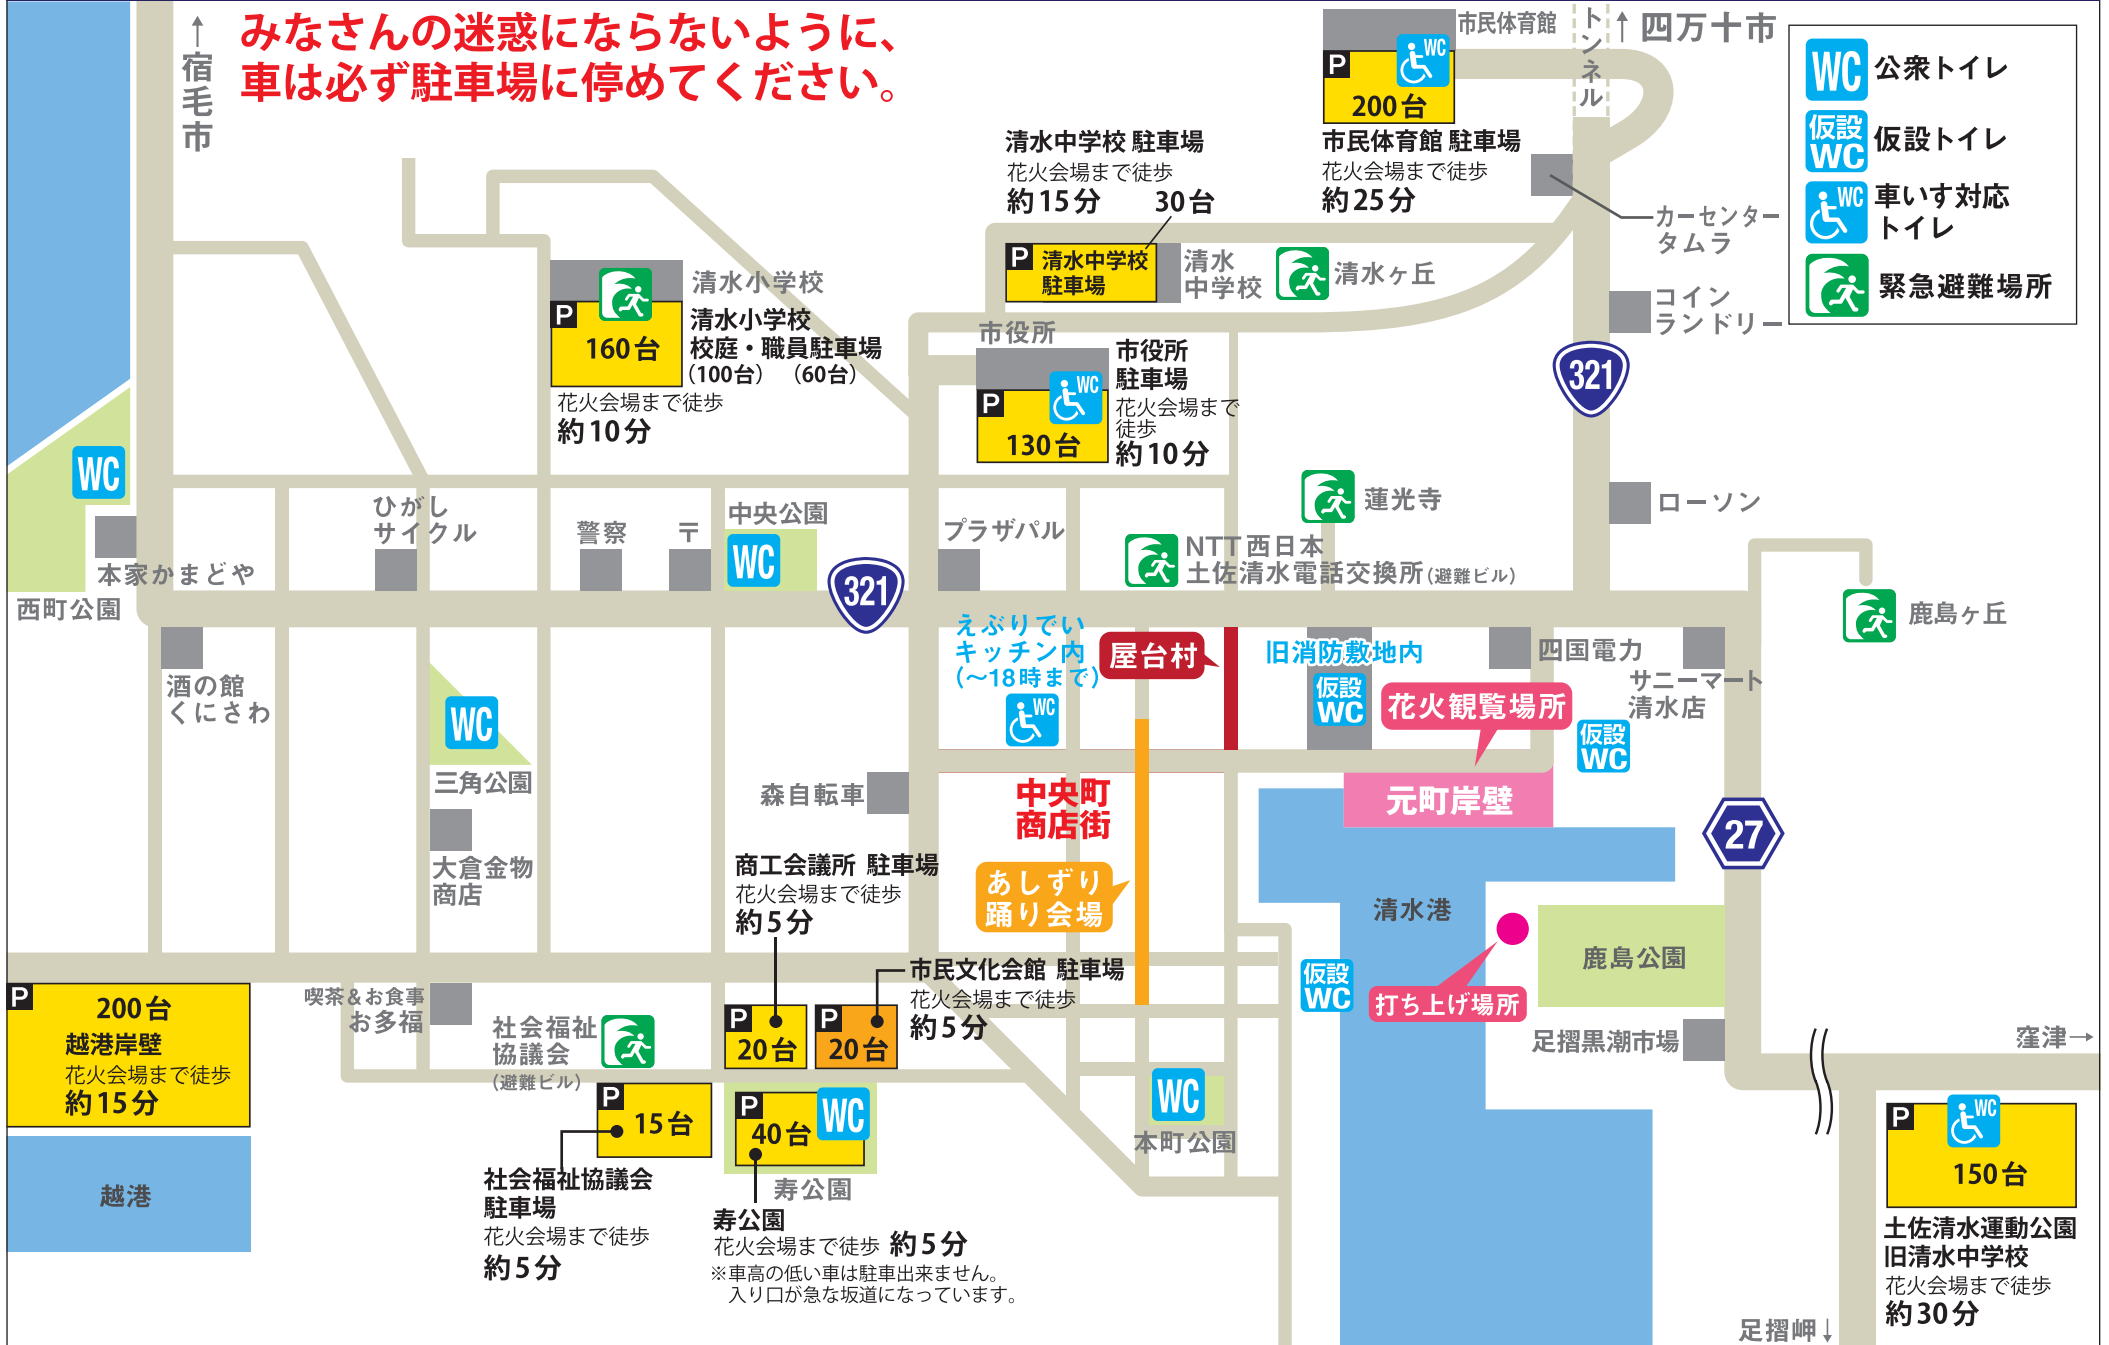 みなさんの迷惑にならないように、
車は必ず駐車場に停めてください。
↑
宿毛市
市民体育館
P
WC
200台
市民体育館 駐車場
花火会場まで徒歩
約25分
トンネル
↑ 四万十市
WC 公衆トイレ
仮設WC 仮設トイレ
WC 車いす対応
トイレ
緊急避難場所
清水中学校 駐車場
花火会場まで徒歩
約15分
30台
P 清水中学校
駐車場
清水
中学校
清水ヶ丘
カーセンター
タムラ
コイン
ランドリー
321
清水小学校
P
160台
清水小学校
校庭・職員駐車場
(100台) (60台)
花火会場まで徒歩
約10分
市役所
P
WC
130台
市役所
駐車場
花火会場まで
徒歩
約10分
WC
ひがし
サイクル
警察
〒
中央公園
WC
321
プラザパル
蓮光寺
ローソン
NTT西日本
土佐清水電話交換所(避難ビル)
本家かまどや
西町公園
鹿島ヶ丘
酒の館
くにさわ
えぶりでい
キッチン内
(〜18時まで)
WC
屋台村
旧消防敷地内
仮設
WC
四国電力
サニーマート
清水店
花火観覧場所
仮設
WC
WC
三角公園
大倉金物
商店
森自転車
中央町
商店街
元町岸壁
27
商工会議所 駐車場
花火会場まで徒歩
約5分
あしずり
踊り会場
清水港
鹿島公園
仮設
WC
打ち上げ場所
足摺黒潮市場
窪津→
P
200台
越港岸壁
花火会場まで徒歩
約15分
越港
喫茶&お食事
お多福
社会福祉
協議会
(避難ビル)
P
20台
P
20台
市民文化会館 駐車場
花火会場まで徒歩
約5分
P
15台
社会福祉協議会
駐車場
花火会場まで徒歩
約5分
P
40台
WC
寿公園
寿公園
花火会場まで徒歩 約5分
※車高の低い車は駐車出来ません。
入り口が急な坂道になっています。
WC
本町公園
P
WC
150台
土佐清水運動公園
旧清水中学校
花火会場まで徒歩
約30分
足摺岬↓